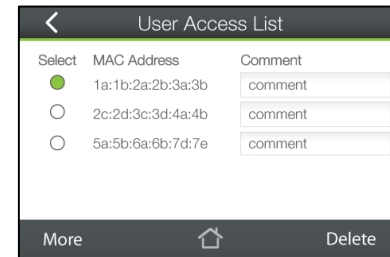 User Access List
Select MAC Address Comment
1a:1b:2a:2b:3a:3b comment
2c:2d:3c:3d:4a:4b comment
5a:5b:6a:6b:7d:7e comment
More Delete